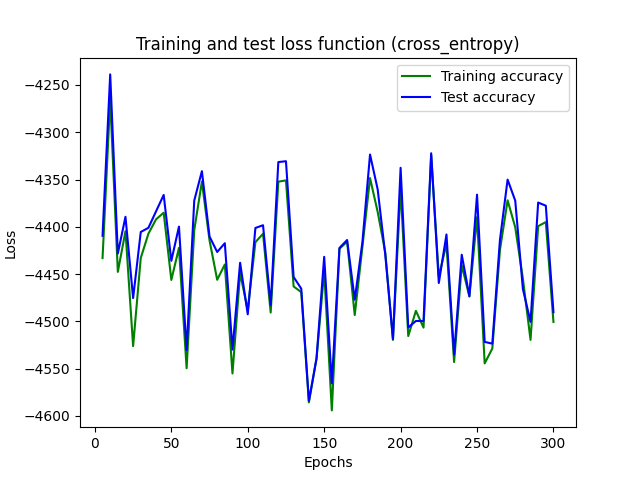 Training and test loss function (cross_entropy)
Training accuracy
Test accuracy
Loss
−4250
−4300
−4350
−4400
−4450
−4500
−4550
−4600
0 50 100 150 200 250 300
Epochs